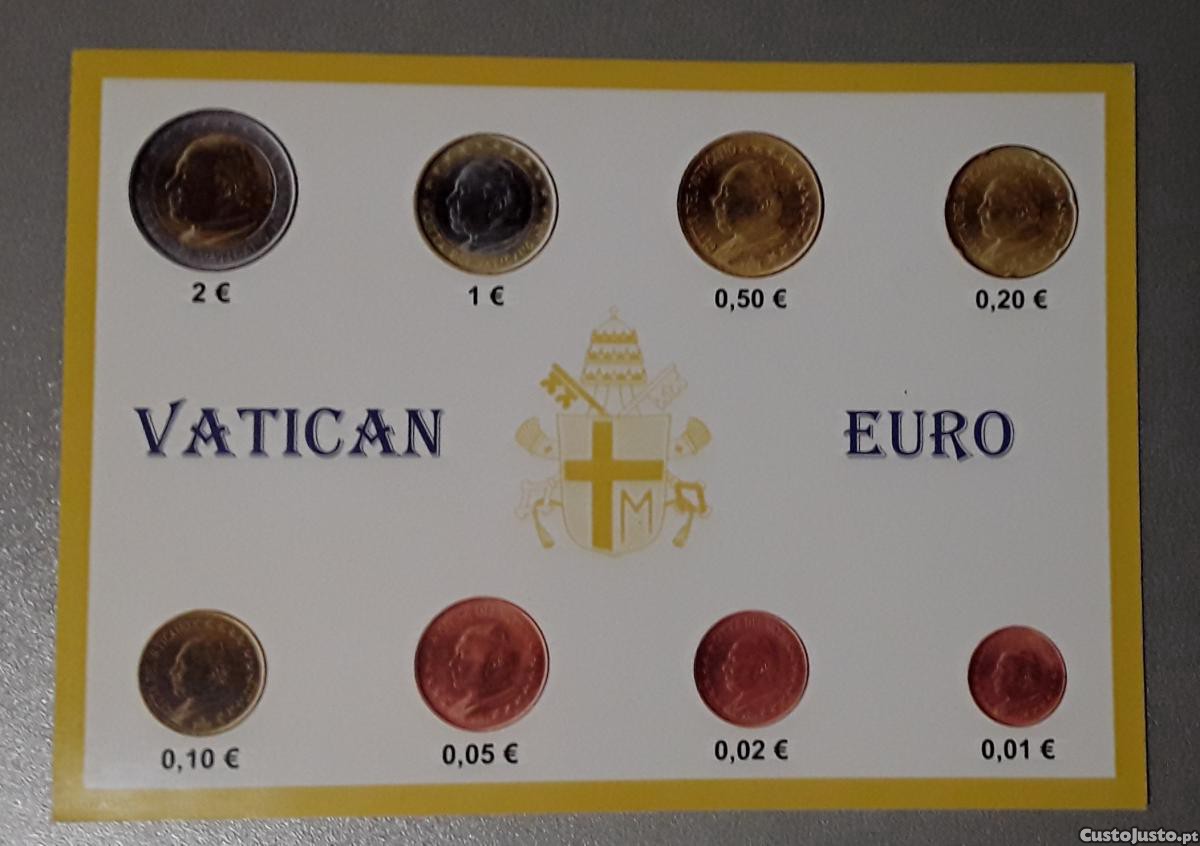 2 €
1 €
0,50 €
0,20 €
VATICAN
EURO
M
0,10 €
0,05 €
0,02 €
0,01 €
CustoJusto.pt